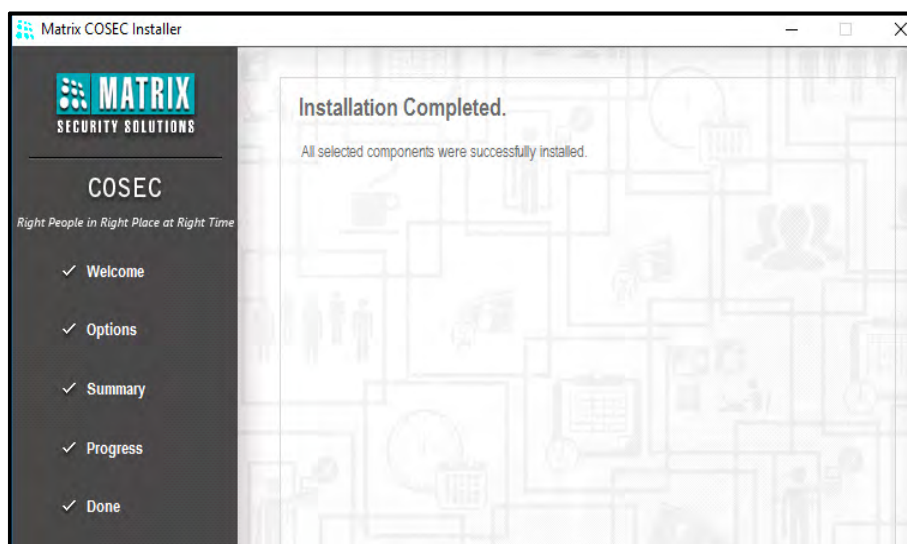 Matrix COSEC Installer
MATRIX
SECURITY SOLUTIONS
COSEC
Right People in Right Place at Right Time
Welcome
Options
Summary
Progress
Done
Installation Completed.
All selected components were successfully installed.